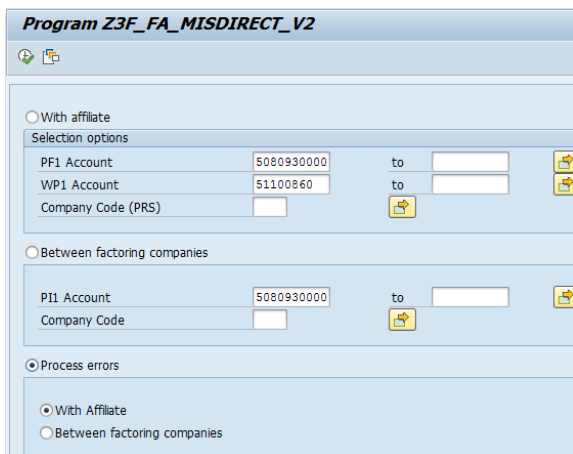 Program Z3F_FA_MISDIRECT_V2
With affiliate
Selection options
PF1 Account 5080930000 to
WP1 Account 51100860 to
Company Code (PRS)
Between factoring companies
PI1 Account 5080930000 to
Company Code
Process errors
With Affiliate
Between factoring companies